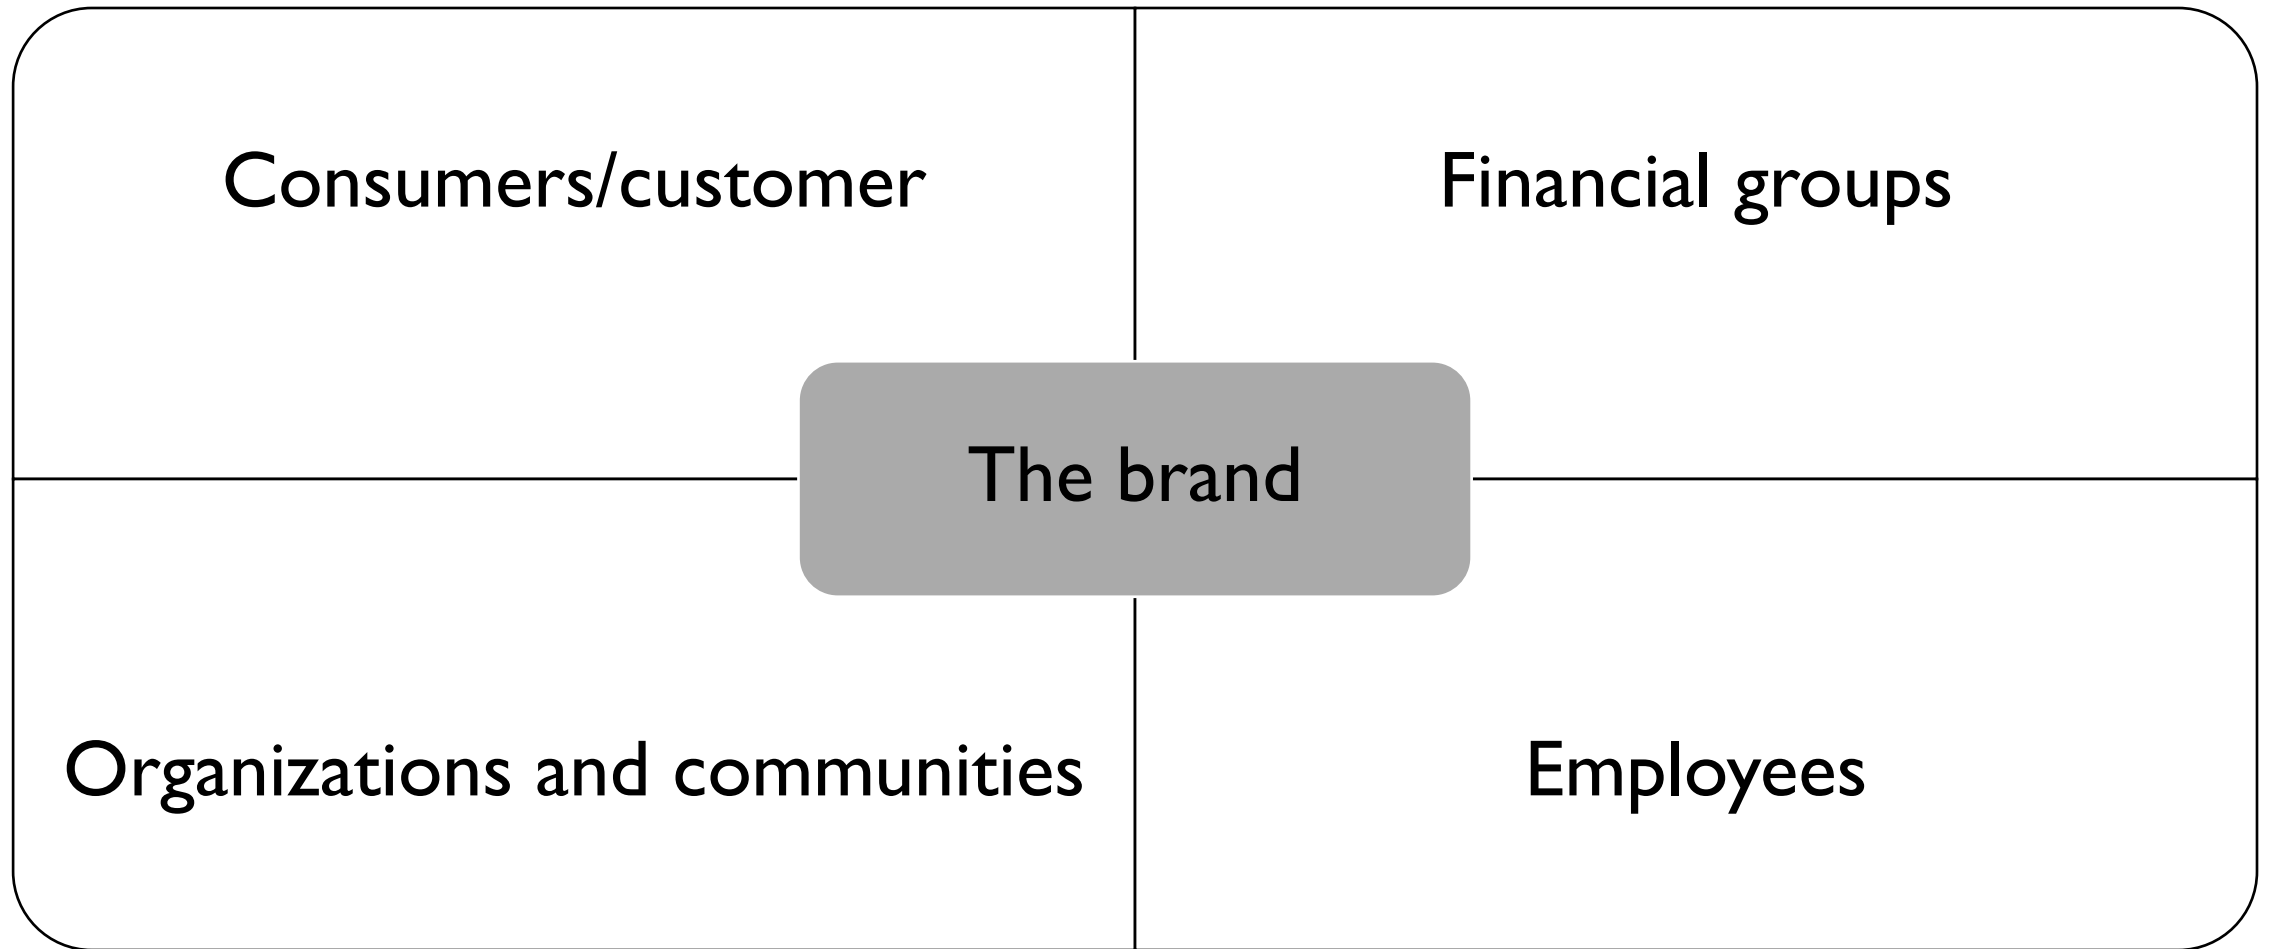 Consumers/customer
Financial groups
The brand
Organizations and communities
Employees